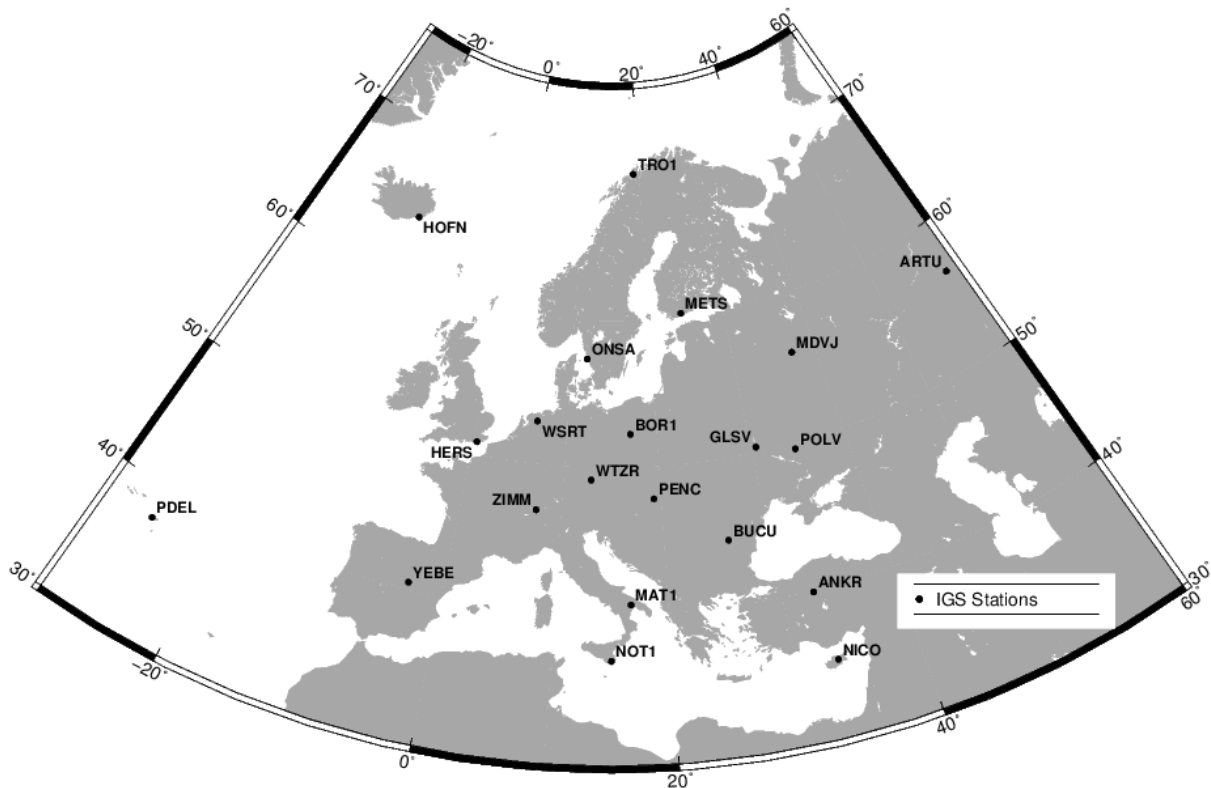 60°
−20°
40°
0°
20°
70°
70°
TRO1
60°
60°
HOFN
ARTU
METS
50°
50°
MDVJ
ONSA
WSRT
BOR1
GLSV
POLV
HERS
40°
40°
WTZR
PENC
ZIMM
PDEL
BUCU
YEBE
ANKR
30°
30°
60°
MAT1
IGS Stations
NOT1
NICO
−20°
40°
0°
20°